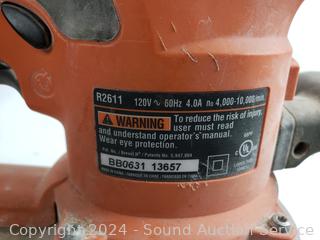 R2611 120V ~ 60Hz 4.0A no 4,000-10,000/min.
WARNING To reduce the risk of injury,
user must read
and understand operator's manual.
Wear eye protection.
BB0631 13657
Copyright 2024 - Sound Auction Service